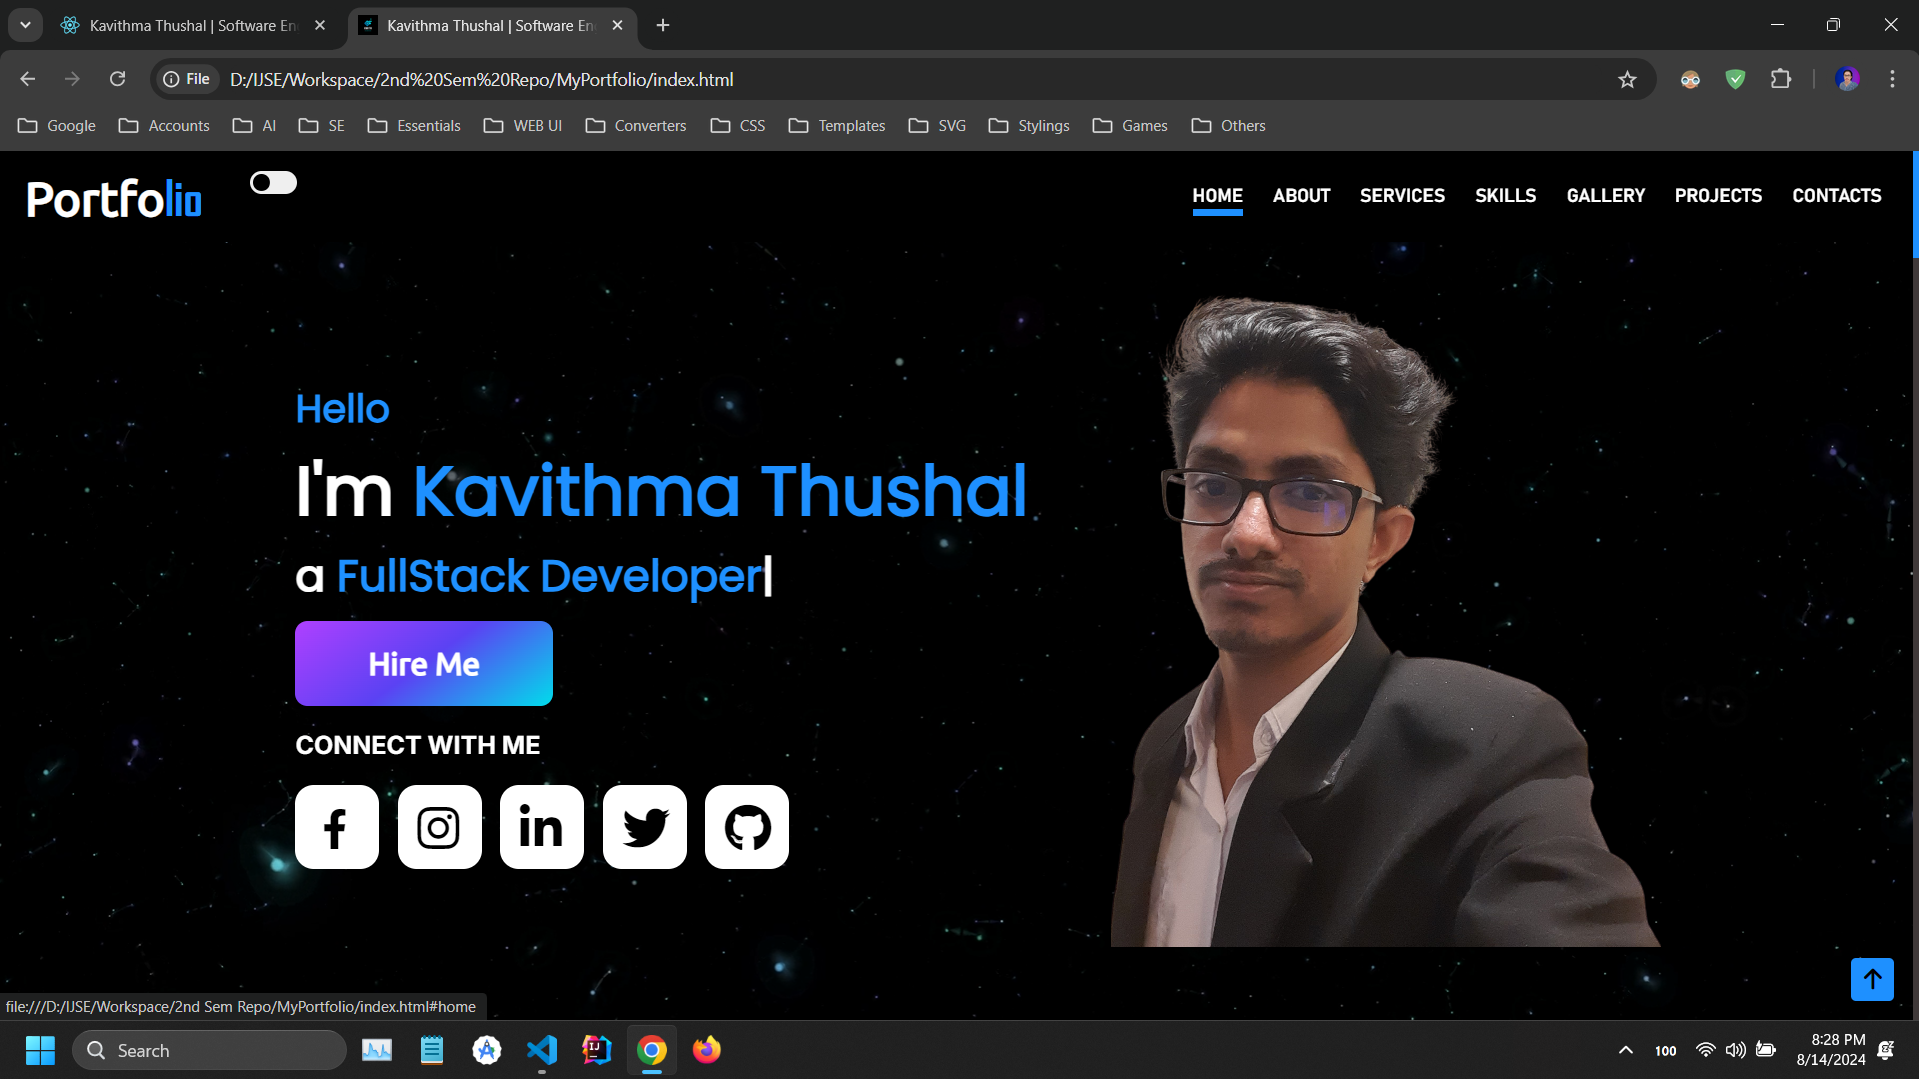 Kavithma Thushal | Software En
Kavithma Thushal | Software En
File
D:/IJSE/Workspace/2nd%20Sem%20Repo/MyPortfolio/index.html
Google
Accounts
AI
SE
Essentials
WEB UI
Converters
CSS
Templates
SVG
Stylings
Games
Others
Portfolio
HOME
ABOUT
SERVICES
SKILLS
GALLERY
PROJECTS
CONTACTS
Hello
I'm Kavithma Thushal
a FullStack Developer|
Hire Me
CONNECT WITH ME
file:///D:/IJSE/Workspace/2nd Sem Repo/MyPortfolio/index.html#home
Search
100
8:28 PM
8/14/2024